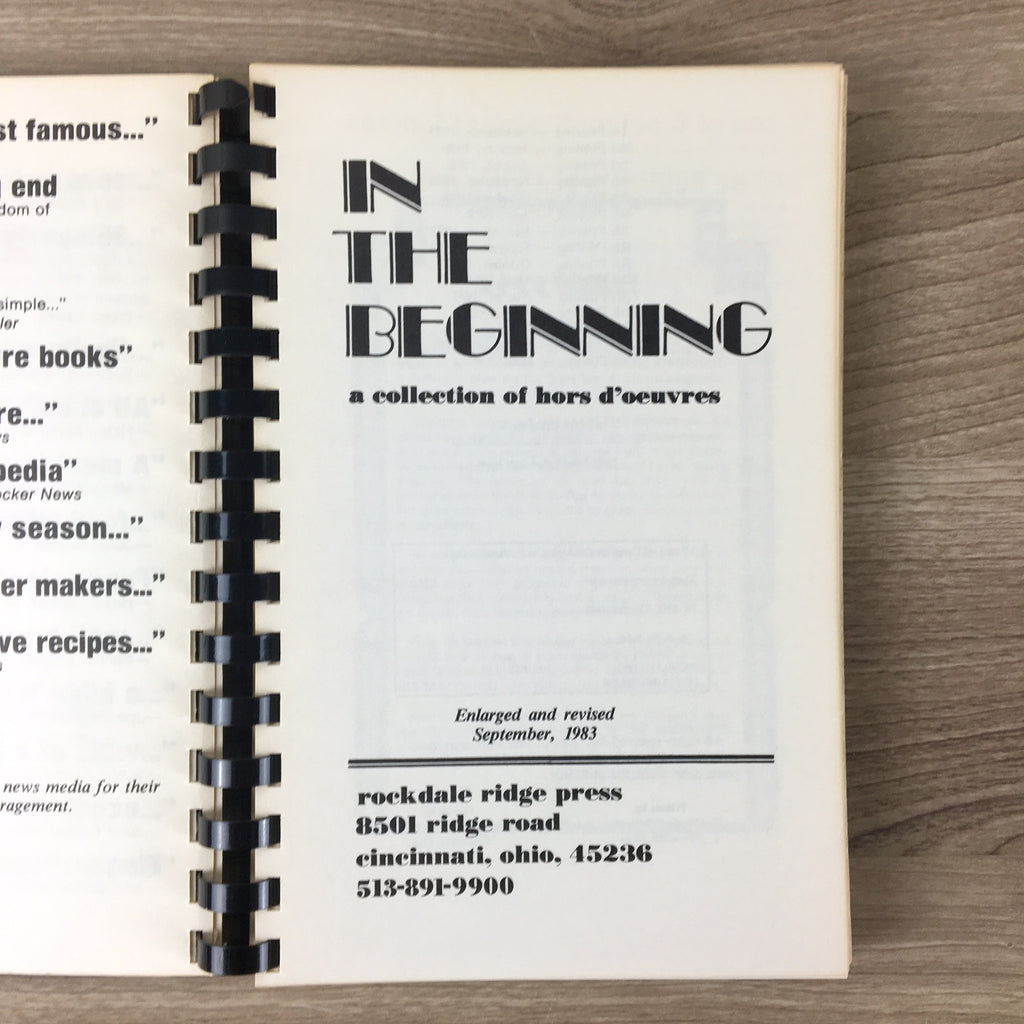 st famous..."
end
dom of
simple..."
ler
re books"
re..."
pedia"
ocker News
season..."
er makers..."
ve recipes..."
news media for their
ragement.
IN
THE
BEGINNING
a collection of hors d'oeuvres
Enlarged and revised
September, 1983
rockdale ridge press
8501 ridge road
cincinnati, ohio, 45236
513-891-9900